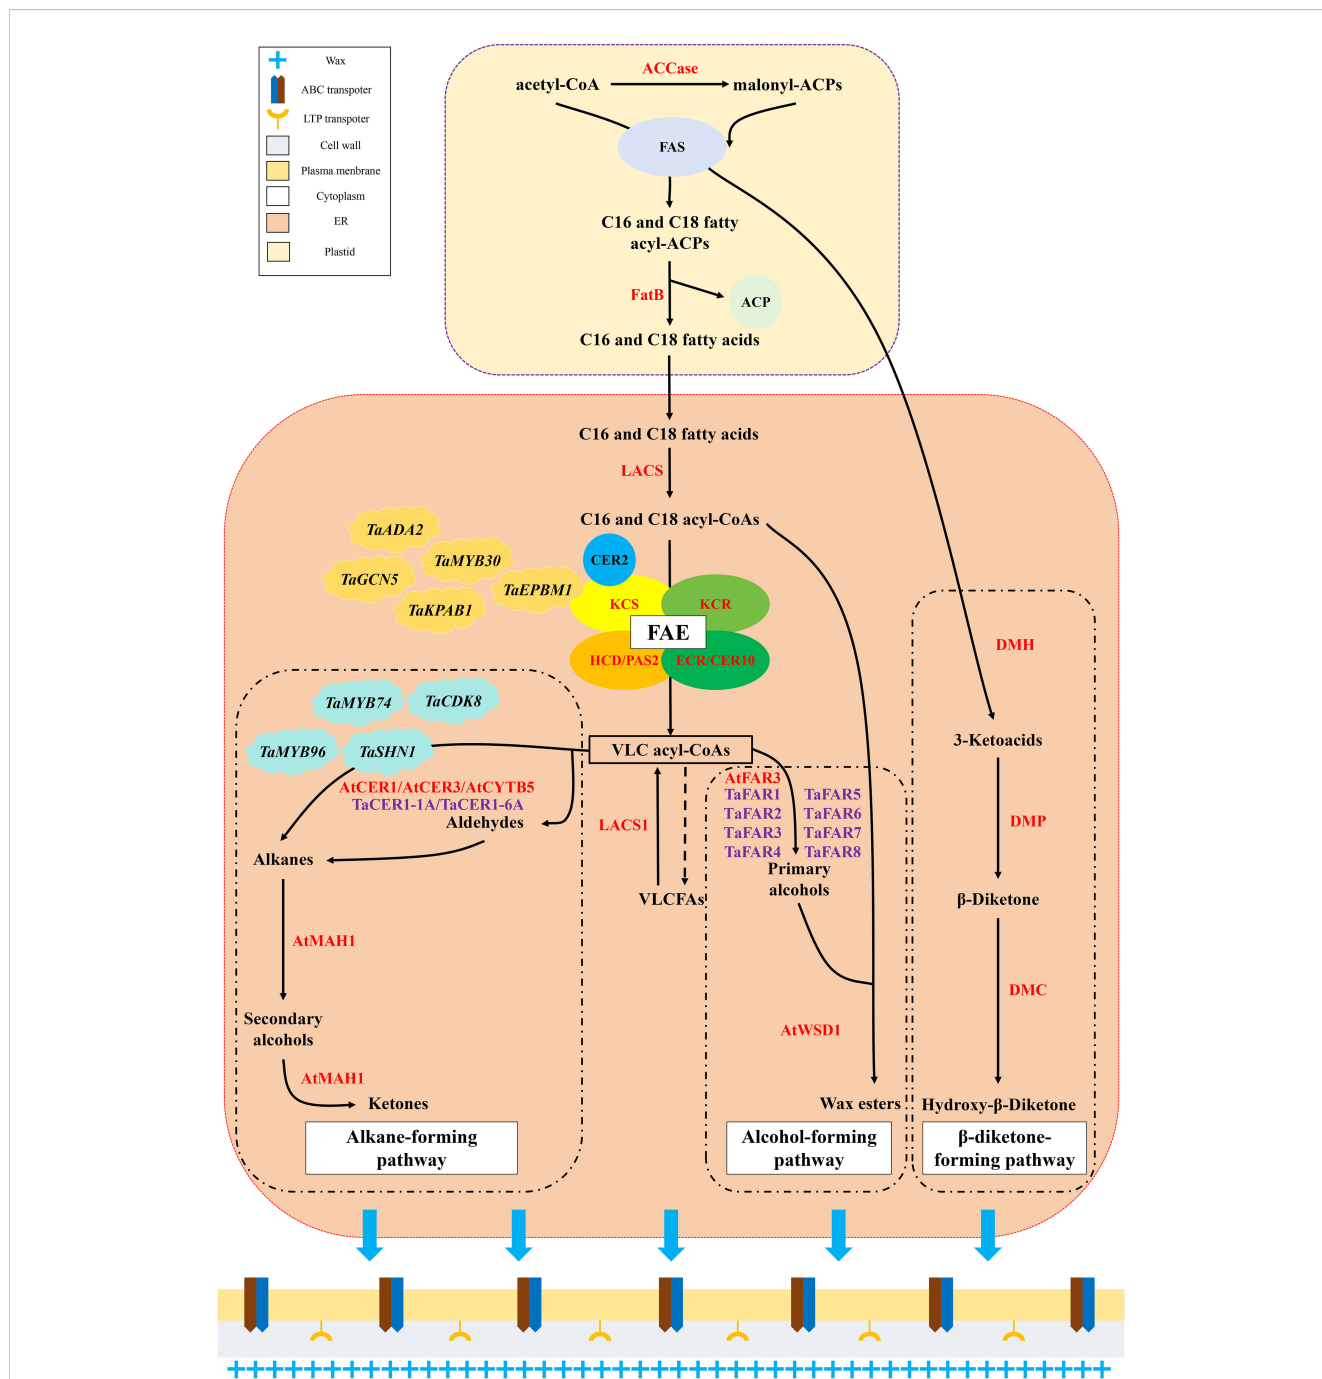 Wax
ABC transpoter
LTP transpoter
Cell wall
Plasma menbrane
Cytoplasm
ER
Plastid
ACCase
acetyl-CoA
malonyl-ACPs
FAS
C16 and C18 fatty
acyl-ACPs
FatB
ACP
C16 and C18 fatty acids
C16 and C18 fatty acids
LACS
C16 and C18 acyl-CoAs
TaADA2
TaMYB30
TaGCN5
TaEPBM1
TaKPAB1
CER2
KCS
KCR
FAE
HCD/PAS2
ECR/CER10
DMH
TaMYB74
TaCDK8
TaMYB96
TaSHN1
VLC acyl-CoAs
3-Ketoacids
AtCER1/AtCER3/AtCYTB5
TaCER1-1A/TaCER1-6A
Aldehydes
Alkanes
LACS1
VLCFAs
AtFAR3
TaFAR1 TaFAR5
TaFAR2 TaFAR6
TaFAR3 TaFAR7
TaFAR4 TaFAR8
Primary
alcohols
DMP
β-Diketone
AtMAH1
DMC
Secondary
alcohols
AtWSD1
AtMAH1
Ketones
Wax esters
Hydroxy-β-Diketone
Alkane-forming
pathway
Alcohol-forming
pathway
β-diketone-
forming pathway